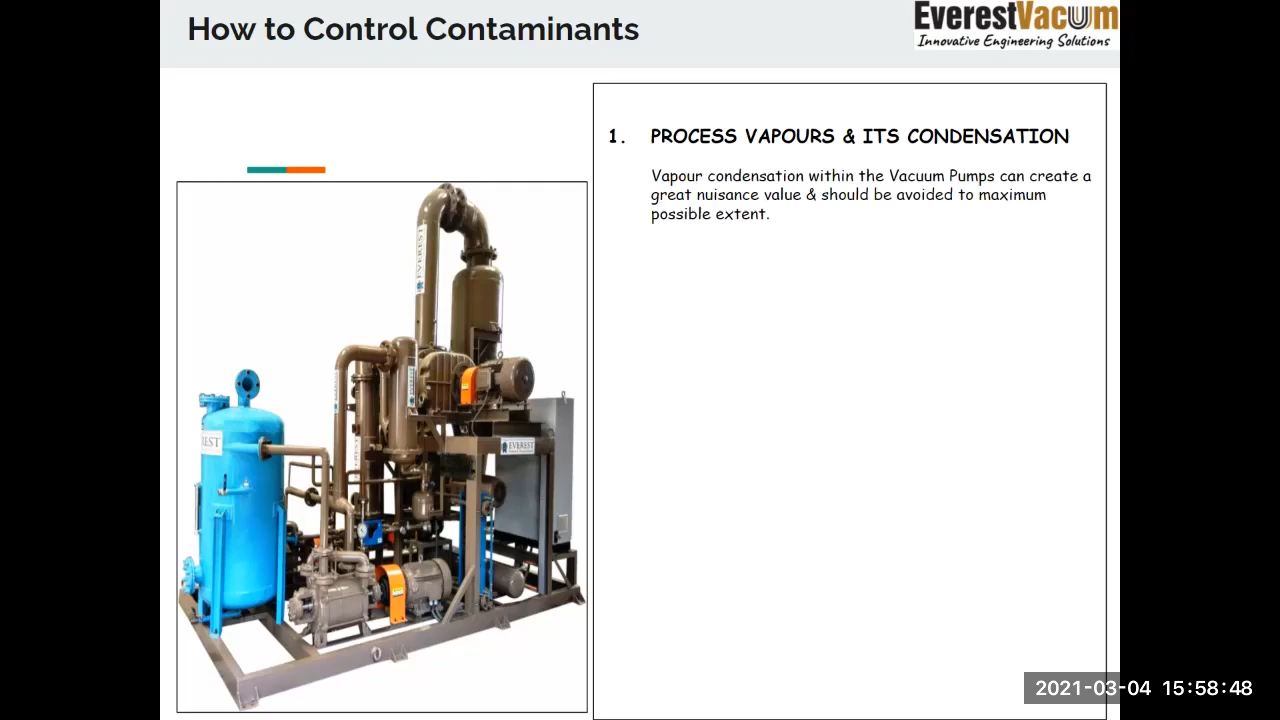 How to Control Contaminants
EverestVacuum
Innovative Engineering Solutions
1. PROCESS VAPOURS & ITS CONDENSATION
Vapour condensation within the Vacuum Pumps can create a
great nuisance value & should be avoided to maximum
possible extent.
EVEREST
EVEREST
EVEREST
REST
2021-03-04 15:58:48